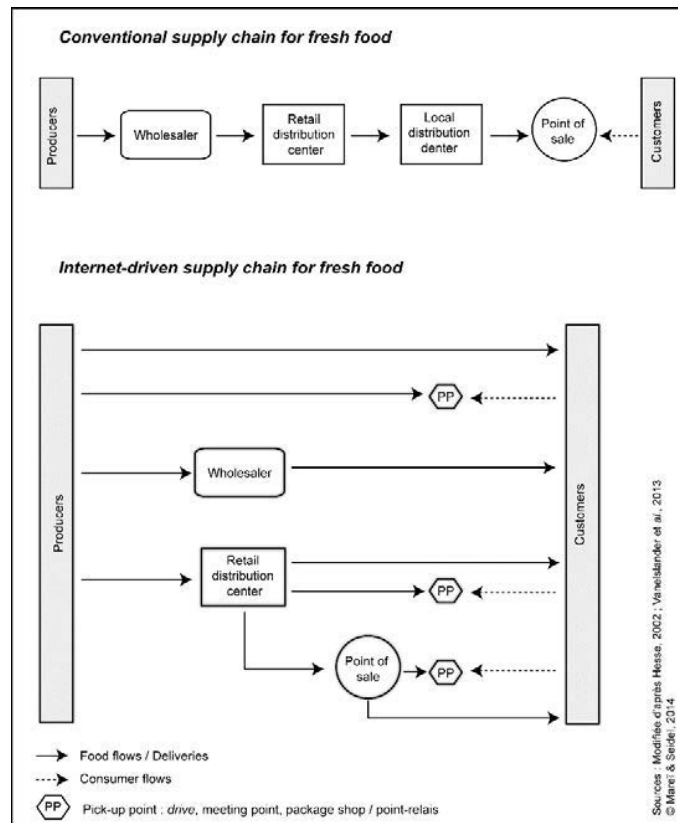 Conventional supply chain for fresh food
Producers
Wholesaler
Retail
distribution
center
Local
distribution
denter
Point of
sale
Customers
Internet-driven supply chain for fresh food
Producers
PP
Wholesaler
Retail
distribution
center
PP
Point of
sale
PP
Customers
Food flows / Deliveries
Consumer flows
PP
Pick-up point : drive, meeting point, package shop / point-relais
Sources : Modifiée d'après Hesse, 2002 ; Vanelslander et al, 2013
© Mareï & Seidel, 2014